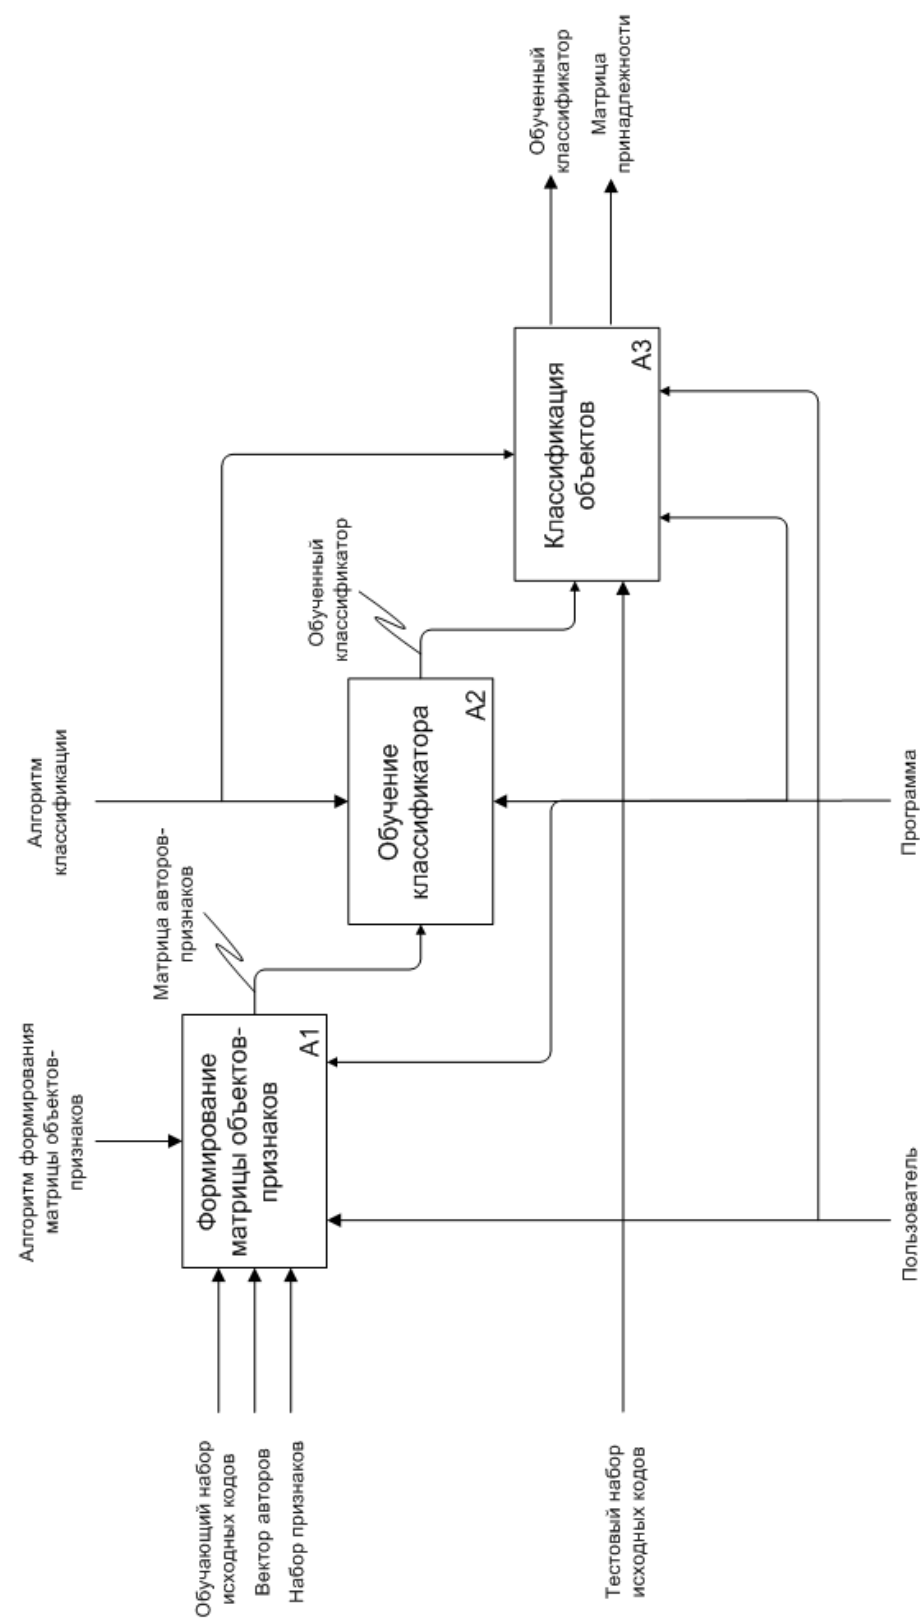 Алгоритм формирования
матрицы объектов-
признаков
Алгоритм
классификации
Обучающий набор
исходных кодов
Вектор авторов
Набор признаков
Формирование
матрицы объектов-
признаков
A1
Матрица авторов-
признаков
Обучение
классификатора
A2
Обученный
классификатор
Классификация
объектов
A3
Обученный
классификатор
Матрица
принадлежности
Тестовый набор
исходных кодов
Пользователь
Программа